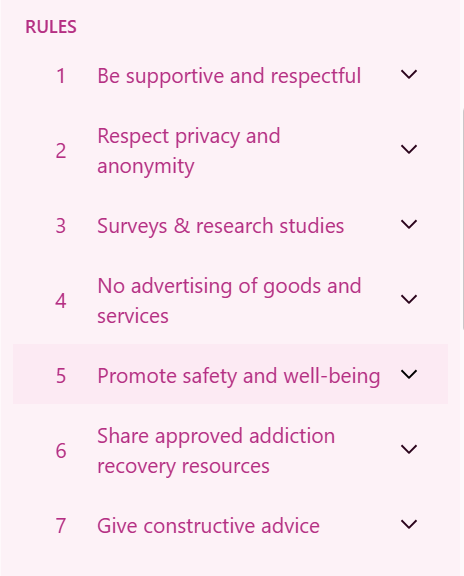 RULES
1 Be supportive and respectful
2 Respect privacy and
anonymity
3 Surveys & research studies
4 No advertising of goods and
services
5 Promote safety and well-being
6 Share approved addiction
recovery resources
7 Give constructive advice